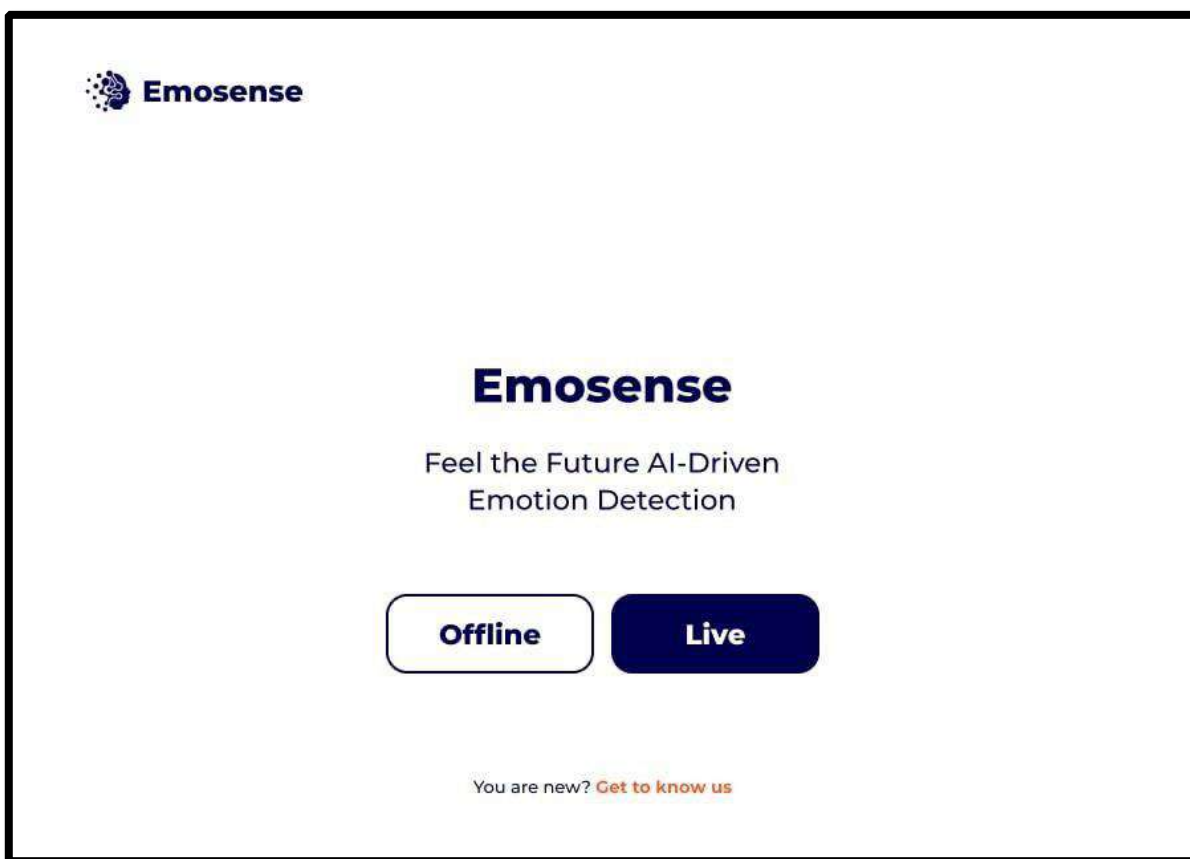 Emosense
Emosense
Feel the Future AI-Driven
Emotion Detection
Offline
Live
You are new? Get to know us